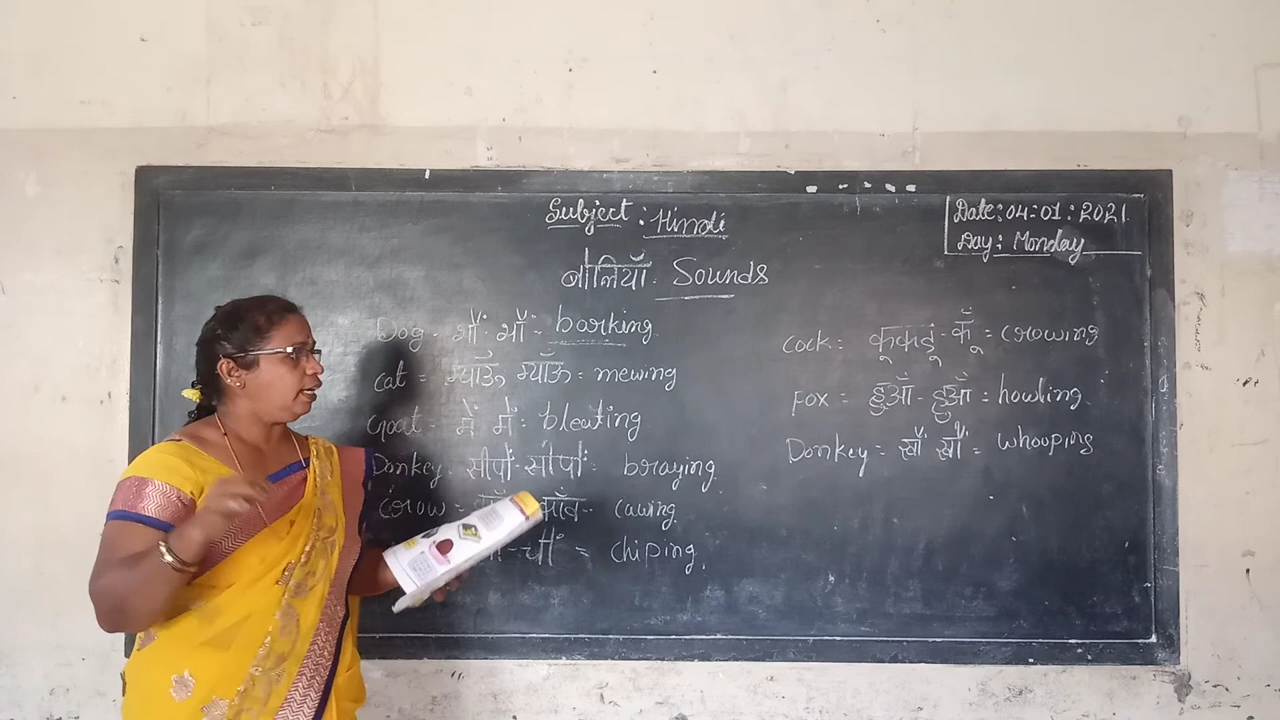 Subject : Hindi
Date: 04:01:2021
Day: Monday
बोलियाँ. Sounds
Dog - भौं. भौं - barking.
cat = म्याऊँ म्याँऊ = mewing
Goat - में में = bleating
Donkey - सीपों - सीपों = braying.
Crow = काँव- cawing.
चीं = chiping.
cock = कूकडूं - कूँ = crowing
Fox = हुआँ - हुआँ = howling.
Donkey = खों खों = whooping